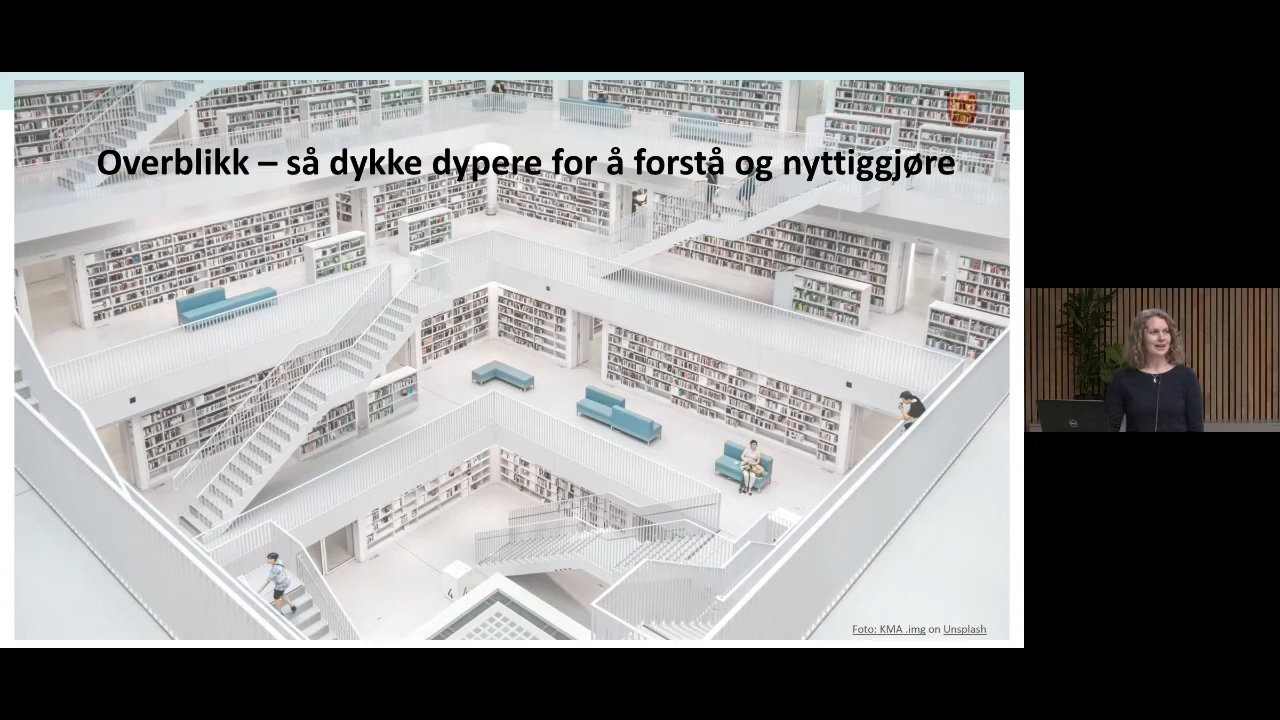 Overblikk – så dykke dypere for å forstå og nyttiggjøre
Foto: KMA .img on Unsplash